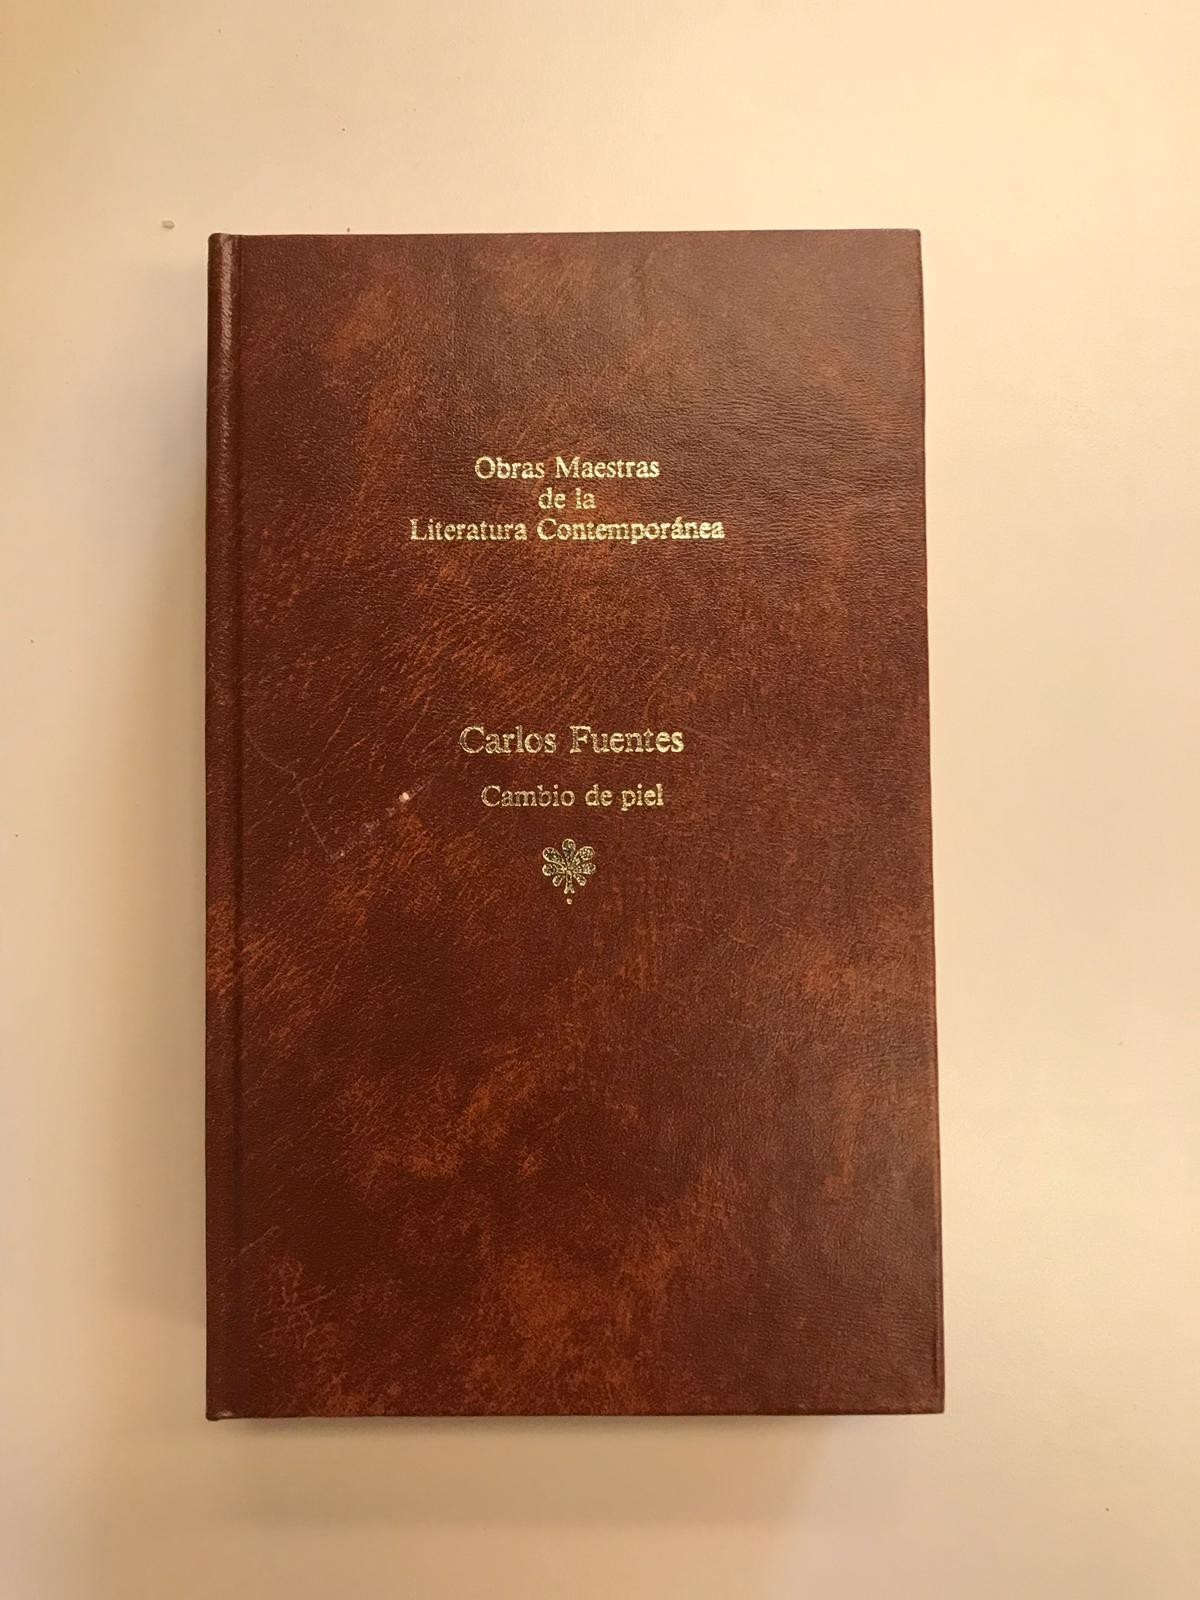 Obras Maestras
de la
Literatura Contemporánea
Carlos Fuentes
Cambio de piel